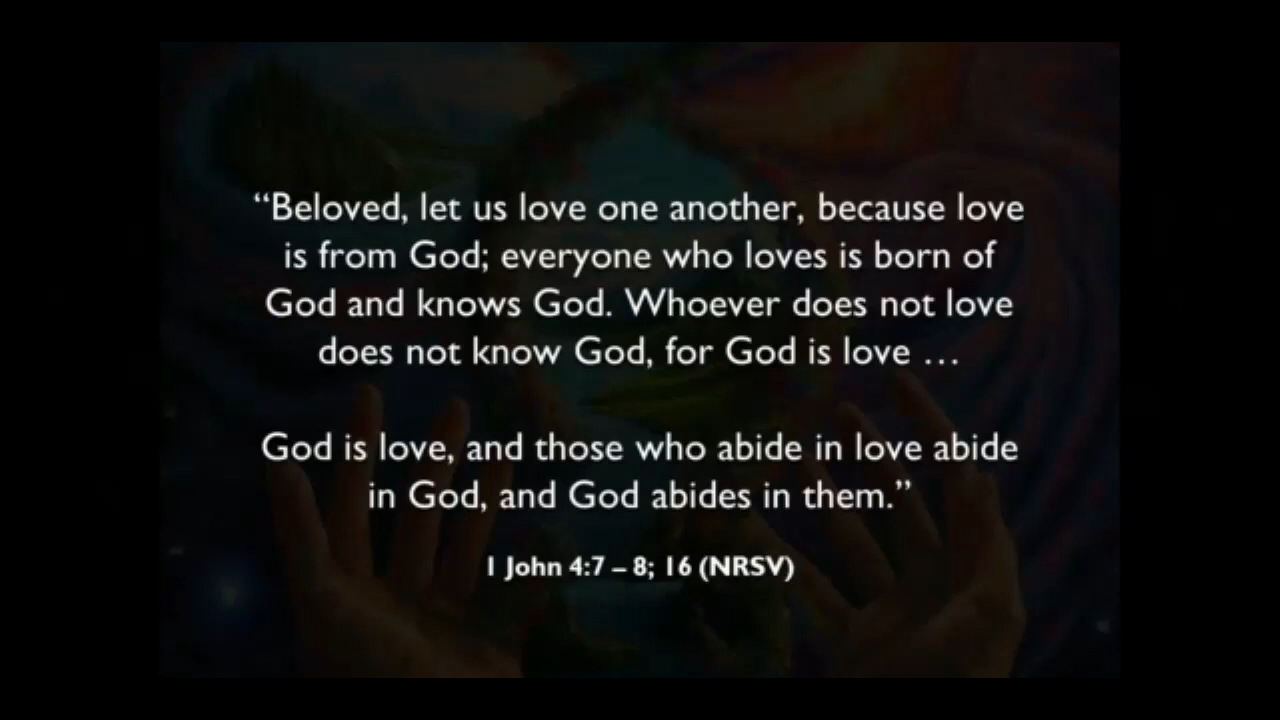 “Beloved, let us love one another, because love
is from God; everyone who loves is born of
God and knows God. Whoever does not love
does not know God, for God is love …
God is love, and those who abide in love abide
in God, and God abides in them.”
1 John 4:7 – 8; 16 (NRSV)